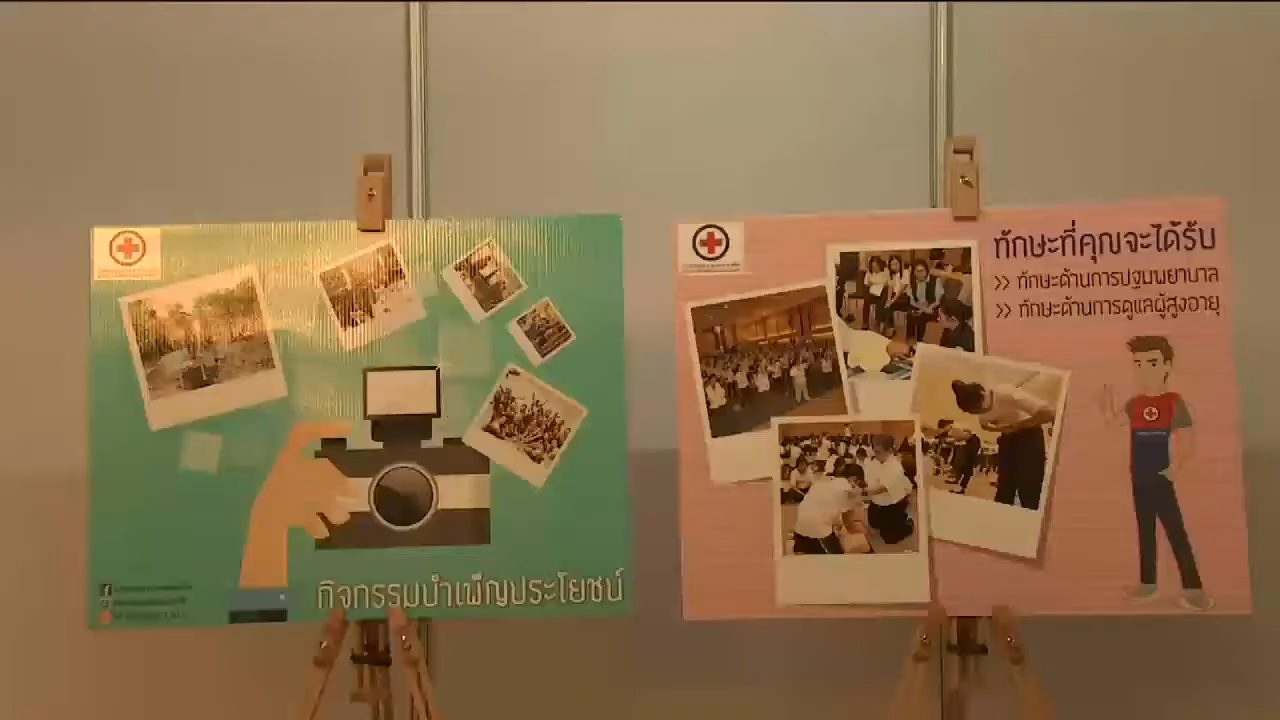 กิจกรรมบำเพ็ญประโยชน์
ทักษะที่คุณจะได้รับ
>> ทักษะด้านการปฐมพยาบาล
>> ทักษะด้านการดูแลผู้สูงอายุ